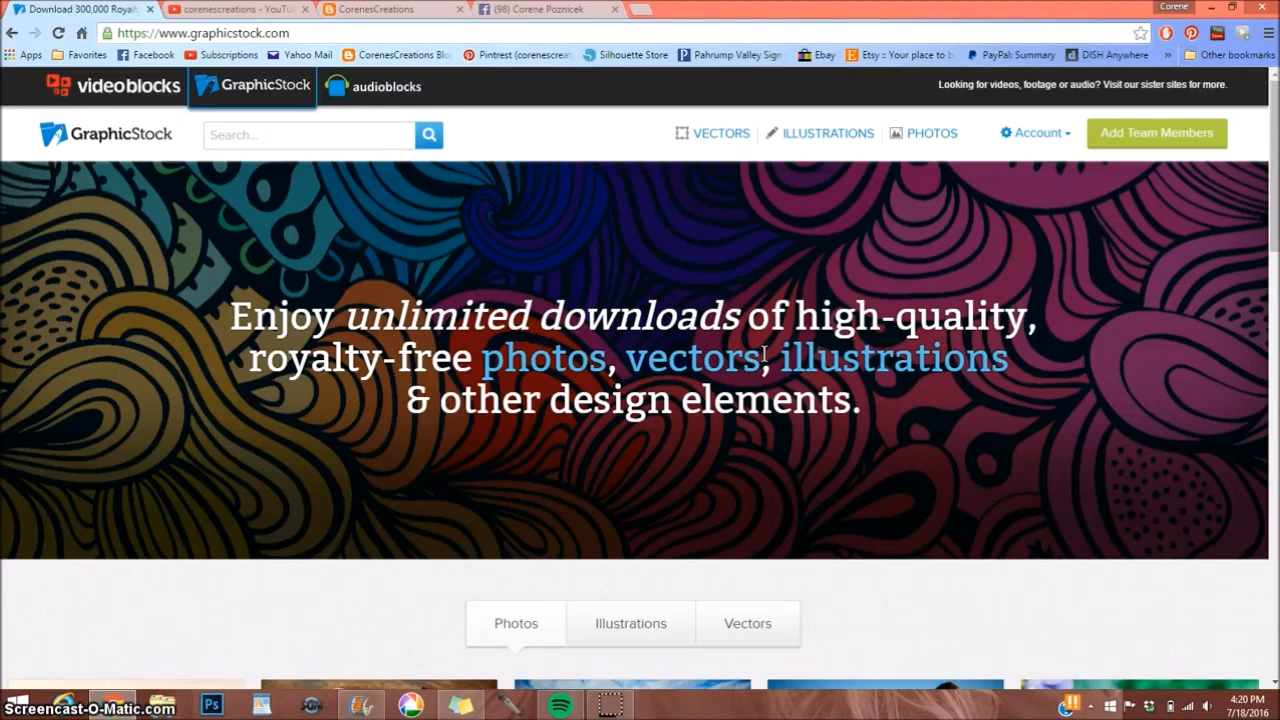 Download 300,000 Royal
corenescreations - YouTu
CorenesCreations
(98) Corene Poznicek
Corene
https://www.graphicstock.com
Apps
Favorites
Facebook
Subscriptions
Yahoo Mail
CorenesCreations Blo
Pintrest (corenescreat
Silhouette Store
Pahrump Valley Sign
Ebay
Etsy :: Your place to b
PayPal: Summary
DISH Anywhere
»
Other bookmarks
videoblocks
GraphicStock
audioblocks
Looking for videos, footage or audio? Visit our sister sites for more.
GraphicStock
Search...
VECTORS
ILLUSTRATIONS
PHOTOS
Account
Add Team Members
Enjoy unlimited downloads of high-quality,
royalty-free photos, vectors, illustrations
& other design elements.
Photos
Illustrations
Vectors
Screencast-O-Matic.com
4:20 PM
7/18/2016